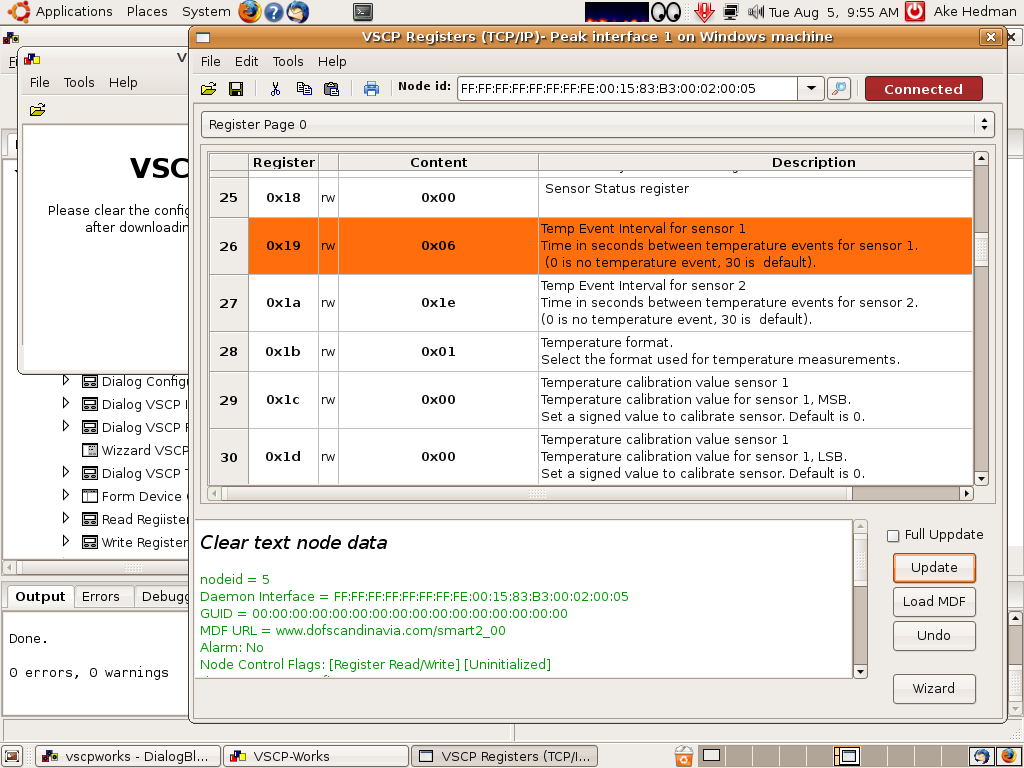 Applications Places System
Tue Aug 5, 9:55 AM Ake Hedman
VSCP Registers (TCP/IP)- Peak interface 1 on Windows machine
File Edit Tools Help
File Tools Help
Node id: FF:FF:FF:FF:FF:FF:FF:FE:00:15:83:B3:00:02:00:05
Connected
Register Page 0
Register Content Description
25 0x18 rw 0x00 Sensor Status register
26 0x19 rw 0x06 Temp Event Interval for sensor 1
Time in seconds between temperature events for sensor 1.
(0 is no temperature event, 30 is default).
27 0x1a rw 0x1e Temp Event Interval for sensor 2
Time in seconds between temperature events for sensor 2.
(0 is no temperature event, 30 is default).
28 0x1b rw 0x01 Temperature format.
Select the format used for temperature measurements.
29 0x1c rw 0x00 Temperature calibration value sensor 1
Temperature calibration value for sensor 1, MSB.
Set a signed value to calibrate sensor. Default is 0.
30 0x1d rw 0x00 Temperature calibration value sensor 1
Temperature calibration value for sensor 1, LSB.
Set a signed value to calibrate sensor. Default is 0.
Clear text node data
nodeid = 5
Daemon Interface = FF:FF:FF:FF:FF:FF:FF:FE:00:15:83:B3:00:02:00:05
GUID = 00:00:00:00:00:00:00:00:00:00:00:00:00:00:00:00
MDF URL = www.dofscandinavia.com/smart2_00
Alarm: No
Node Control Flags: [Register Read/Write] [Uninitialized]
Full Uppdate
Update
Load MDF
Undo
Wizard
VSC
Please clear the config
after downloadin
Dialog Config
Dialog VSCP
Dialog VSCP
Wizzard VSCP
Dialog VSCP
Form Device
Read Regiister
Write Register
Output Errors Debug
Done.
0 errors, 0 warnings
vscpworks - DialogBl... VSCP-Works VSCP Registers (TCP/I...